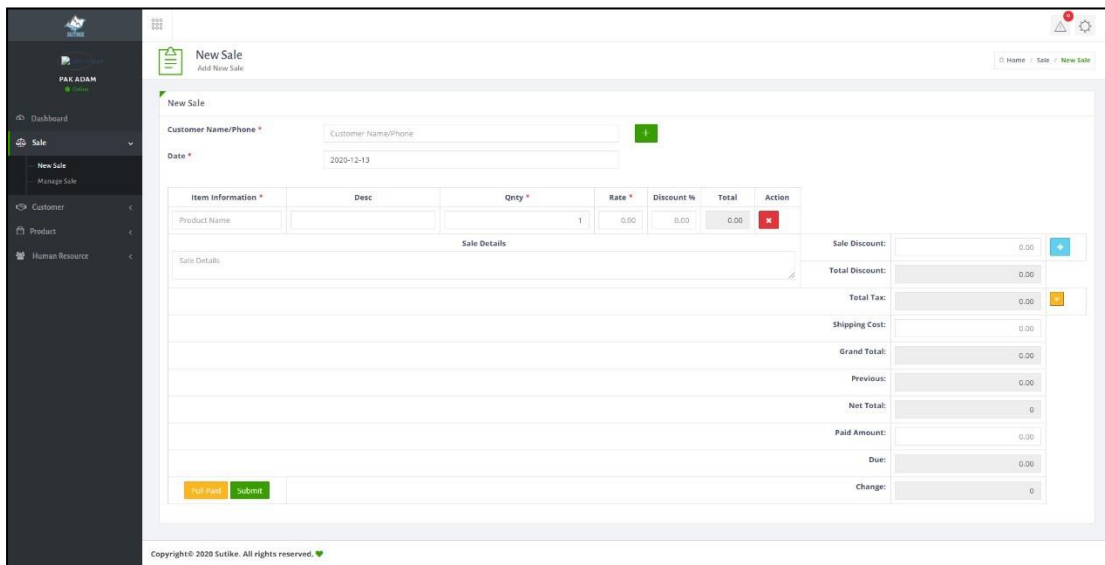 SUTIKE
PAK ADAM
Online
Dashboard
Sale
New Sale
Manage Sale
Customer
Product
Human Resource
0
New Sale
Add New Sale
Home / Sale / New Sale
New Sale
Customer Name/Phone *
Customer Name/Phone
Date *
2020-12-13
Item Information * Desc Qnty * Rate * Discount % Total Action
Product Name 1 0.00 0.00 0.00
Sale Details
Sale Details
Sale Discount: 0.00
Total Discount: 0.00
Total Tax: 0.00
Shipping Cost: 0.00
Grand Total: 0.00
Previous: 0.00
Net Total: 0
Paid Amount: 0.00
Due: 0.00
Full Paid Submit Change: 0
Copyright© 2020 Sutike. All rights reserved.